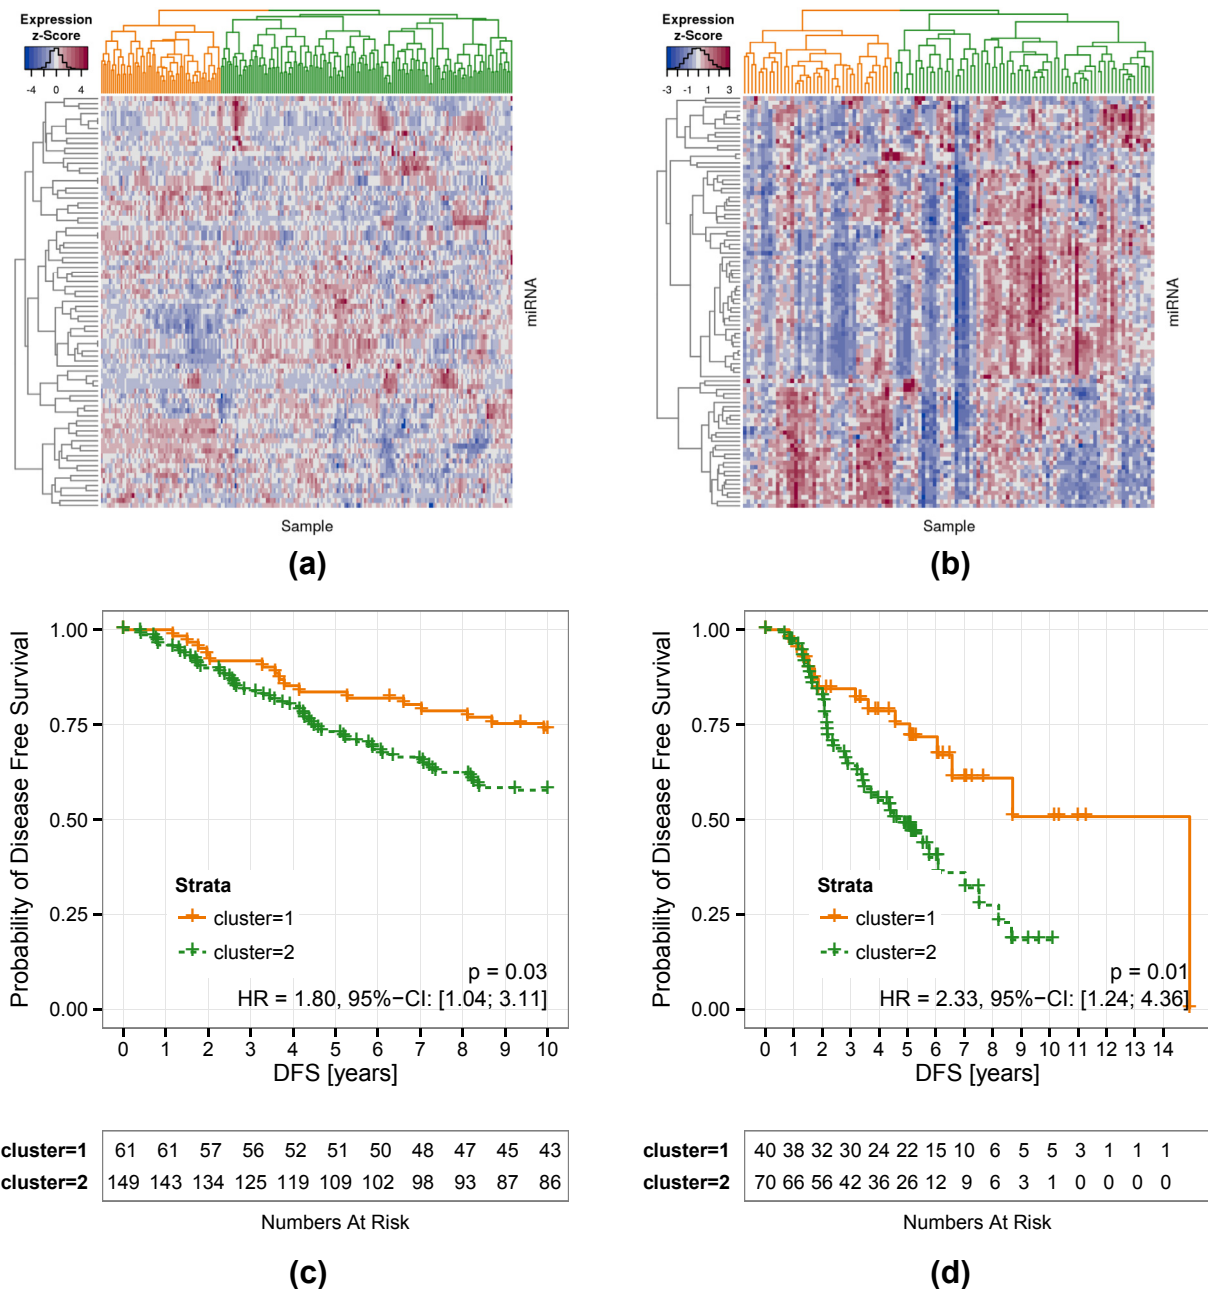 Expression
z-Score
-4 0 4
miRNA
Sample
(a)
Expression
z-Score
-3 -1 1 3
miRNA
Sample
(b)
Probability of Disease Free Survival
1.00
0.75
0.50
0.25
0.00
Strata
cluster=1
cluster=2
p = 0.03
HR = 1.80, 95%−CI: [1.04; 3.11]
0 1 2 3 4 5 6 7 8 9 10
DFS [years]
cluster=1 61 61 57 56 52 51 50 48 47 45 43
cluster=2 149 143 134 125 119 109 102 98 93 87 86
Numbers At Risk
(c)
Probability of Disease Free Survival
1.00
0.75
0.50
0.25
0.00
Strata
cluster=1
cluster=2
p = 0.01
HR = 2.33, 95%−CI: [1.24; 4.36]
0 1 2 3 4 5 6 7 8 9 10 11 12 13 14
DFS [years]
cluster=1 40 38 32 30 24 22 15 10 6 5 5 3 1 1 1
cluster=2 70 66 56 42 36 26 12 9 6 3 1 0 0 0 0
Numbers At Risk
(d)